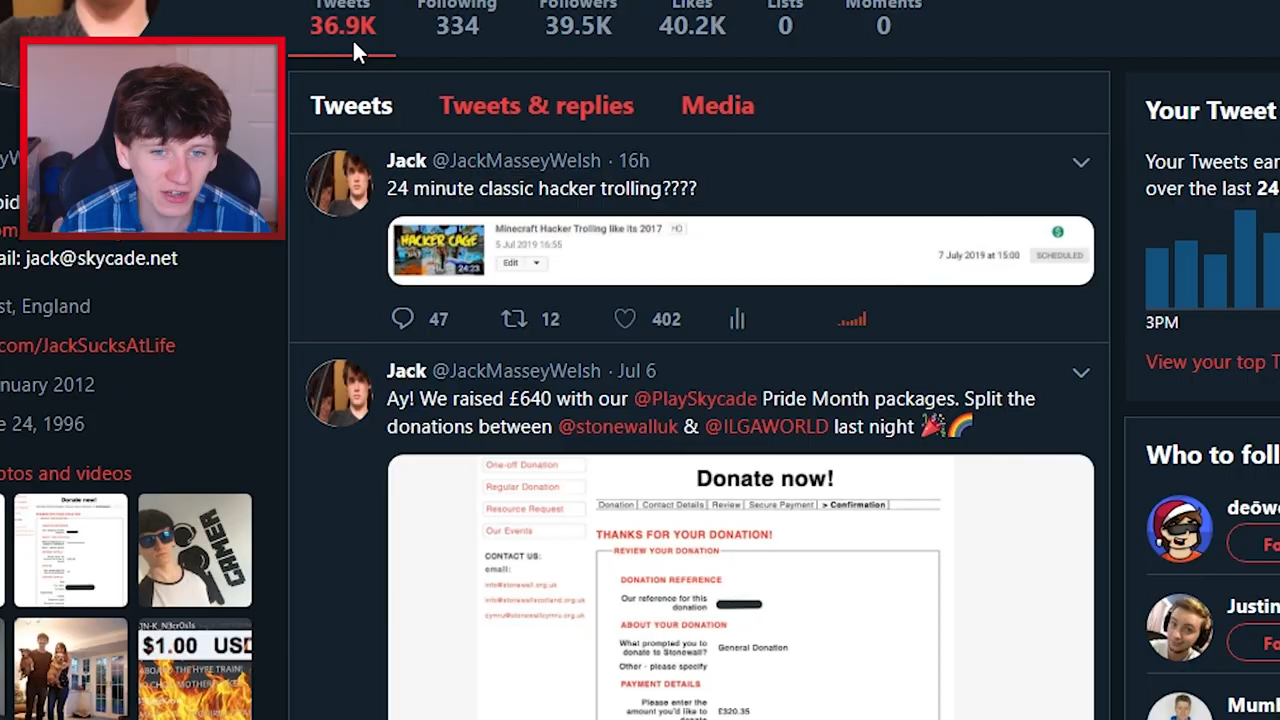 Tweets
Following
Followers
Likes
Lists
Moments
36.9K
334
39.5K
40.2K
0
0
Tweets
Tweets & replies
Media
Jack @JackMasseyWelsh · 16h
24 minute classic hacker trolling????
HACKER CAGE
24:23
Minecraft Hacker Trolling like its 2017
HD
5 Jul 2019 16:55
Edit
7 July 2019 at 15:00
SCHEDULED
47
12
402
Jack @JackMasseyWelsh · Jul 6
Ay! We raised £640 with our @PlaySkycade Pride Month packages. Split the
donations between @stonewalluk & @ILGAWORLD last night
One-off Donation
Regular Donation
Resource Request
Our Events
CONTACT US:
email:
info@stonewall.org.uk
info@stonewallscotland.org.uk
cymru@stonewallcymru.org.uk
Donate now!
Donation | Contact Details | Review | Secure Payment | > Confirmation |
THANKS FOR YOUR DONATION!
REVIEW YOUR DONATION
DONATION REFERENCE
Our reference for this
donation
ABOUT YOUR DONATION
What prompted you to
donate to Stonewall?
General Donation
Other - please specify
PAYMENT DETAILS
Please enter the
amount you'd like to
£320.35
ail: jack@skycade.net
st, England
com/JackSucksAtLife
nuary 2012
e 24, 1996
otos and videos
Donate now!
$1.00 USD
Your Tweet
Your Tweets ear
over the last 24
3PM
View your top T
Who to foll
deöw
Fo
Justin
Fo
Mum